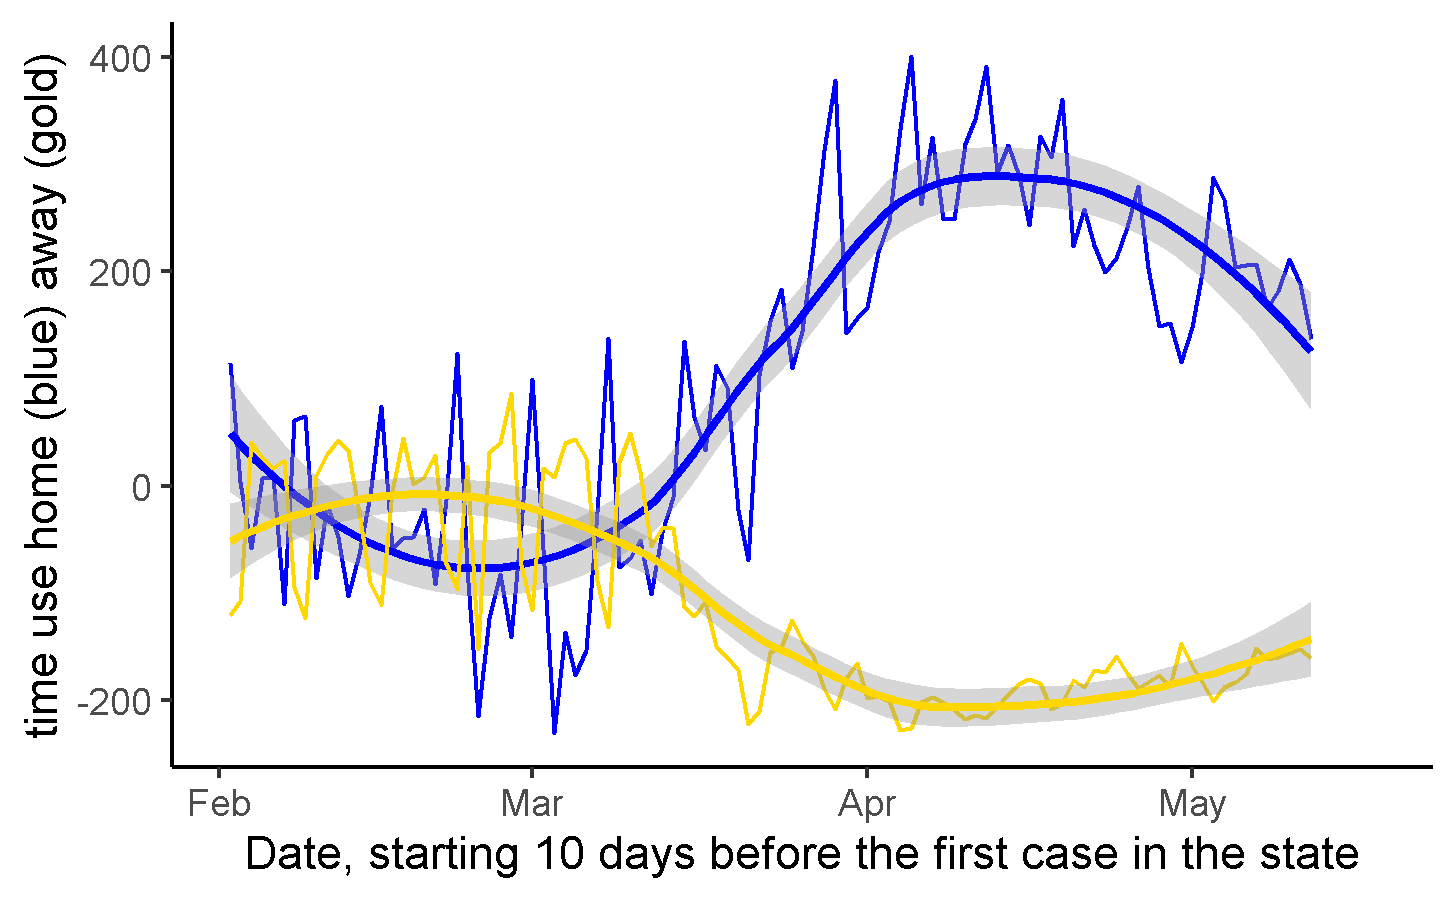 time use home (blue) away (gold)
400
200
0
-200
Feb Mar Apr May
Date, starting 10 days before the first case in the state